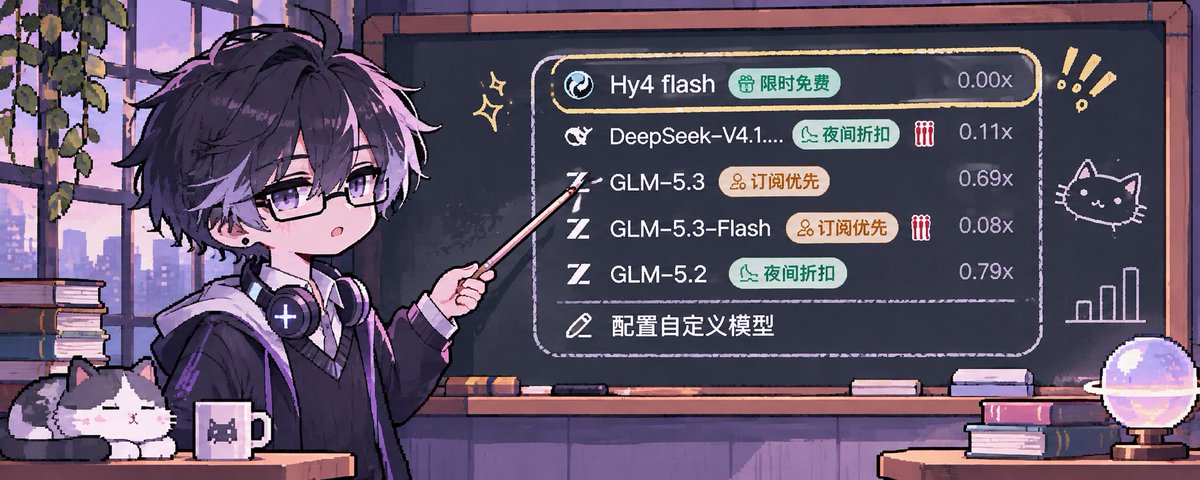 Hy4 flash 限时免费 0.00x
DeepSeek-V4.1.... 夜间折扣 0.11x
GLM-5.3 订阅优先 0.69x
GLM-5.3-Flash 订阅优先 0.08x
GLM-5.2 夜间折扣 0.79x
配置自定义模型